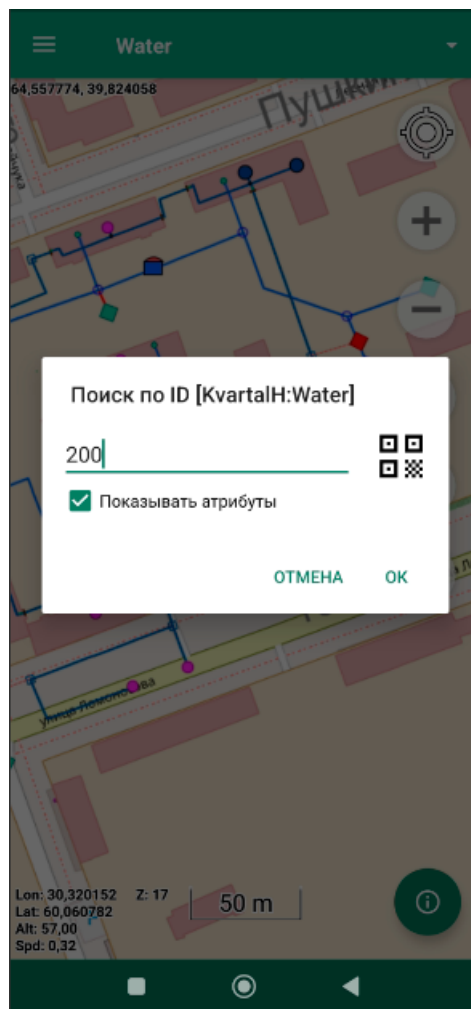 Water
64,557774, 39,824058
Поиск по ID [KvartalH:Water]
200
Показывать атрибуты
ОТМЕНА
OK
улица Ломоносова
Lon: 30,320152 Z: 17
Lat: 60,060782
Alt: 57,00
Spd: 0,32
50 m